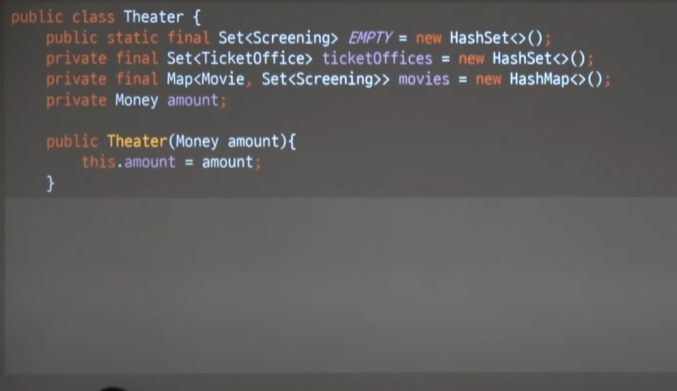 public class Theater {
    public static final Set<Screening> EMPTY = new HashSet<>();
    private final Set<TicketOffice> ticketOffices = new HashSet<>();
    private final Map<Movie, Set<Screening>> movies = new HashMap<>();
    private Money amount;

    public Theater(Money amount){
        this.amount = amount;
    }